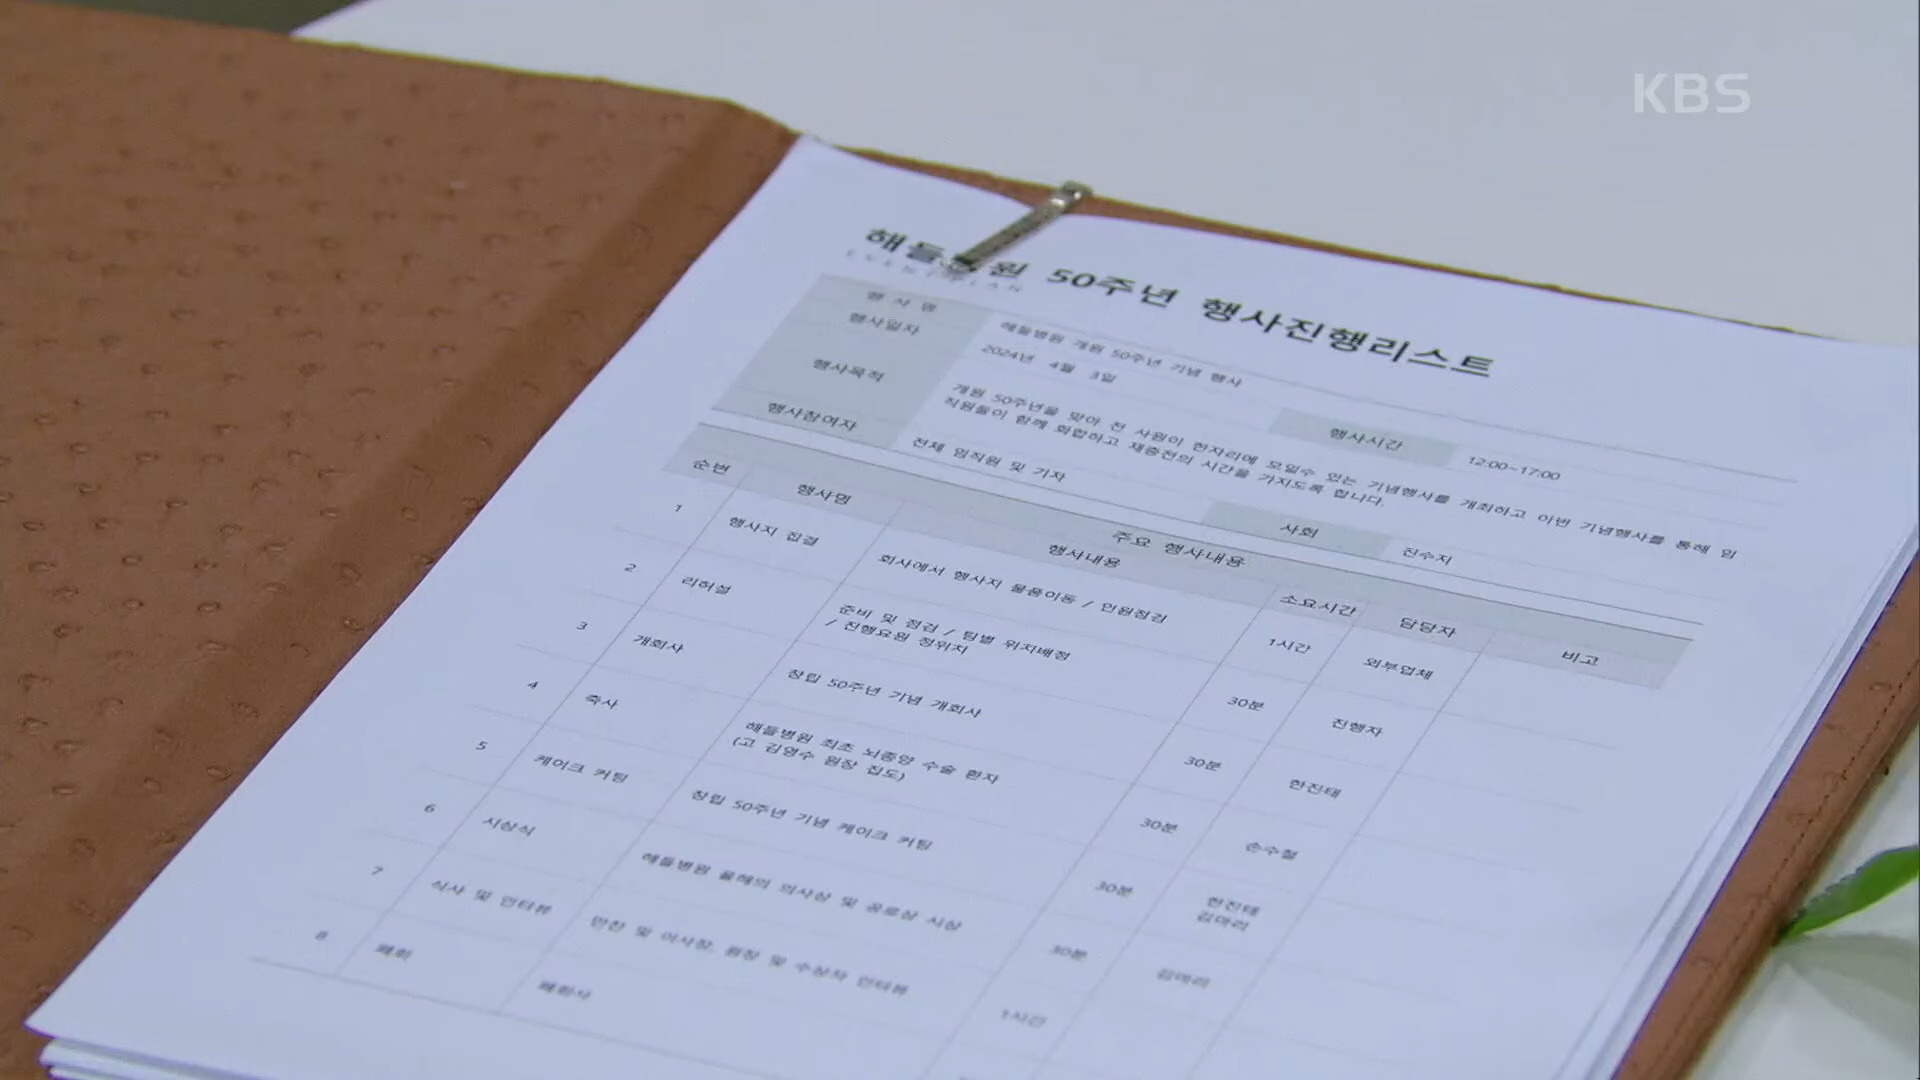 KBS
해들병원 50주년 행사진행리스트
EVENT PLAN
행 사 명 해들병원 개원 50주년 기념 행사
행사일자 2024년 4월 3일 행사시간 12:00~17:00
행사목적 개원 50주년을 맞아 전 사원이 한자리에 모일수 있는 기념행사를 개최하고 이번 기념행사를 통해 임
직원들이 함께 화합하고 재충전의 시간을 가지도록 합니다.
행사참여자 전체 임직원 및 기자 사회 진수지
주요 행사내용
순번 행사명 행사내용 소요시간 담당자 비고
1 행사지 집결 회사에서 행사지 물품이동 / 인원점검 1시간 외부업체
2 리허설 준비 및 점검 / 팀별 위치배정
/ 진행요원 정위치 30분 진행자
3 개회사 창립 50주년 기념 개회사 30분 한진태
4 축사 해들병원 최초 뇌종양 수술 환자
(고 김영수 원장 집도) 30분 손수철
5 케이크 커팅 창립 50주년 기념 케이크 커팅 30분 한진태
김마리
6 시상식 해들병원 올해의 의사상 및 공로상 시상 30분 김마리
7 식사 및 인터뷰 만찬 및 이사장, 원장 및 수상자 인터뷰 1시간
8 폐회 폐회사